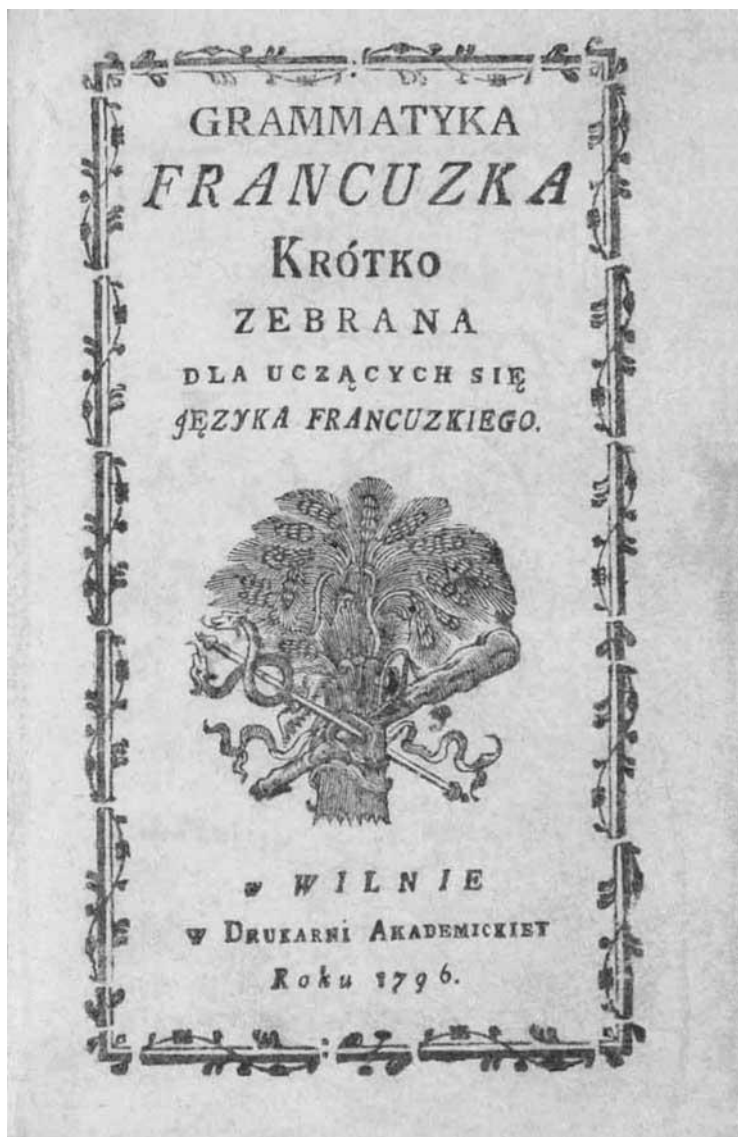 GRAMMATYKA
FRANCUZKA
KRÓTKO
ZEBRANA
DLA UCZĄCYCH SIĘ
JĘZYKA FRANCUZKIEGO.
w WILNIE
w DRUKARNI AKADEMICKIEY
Roku 1796.